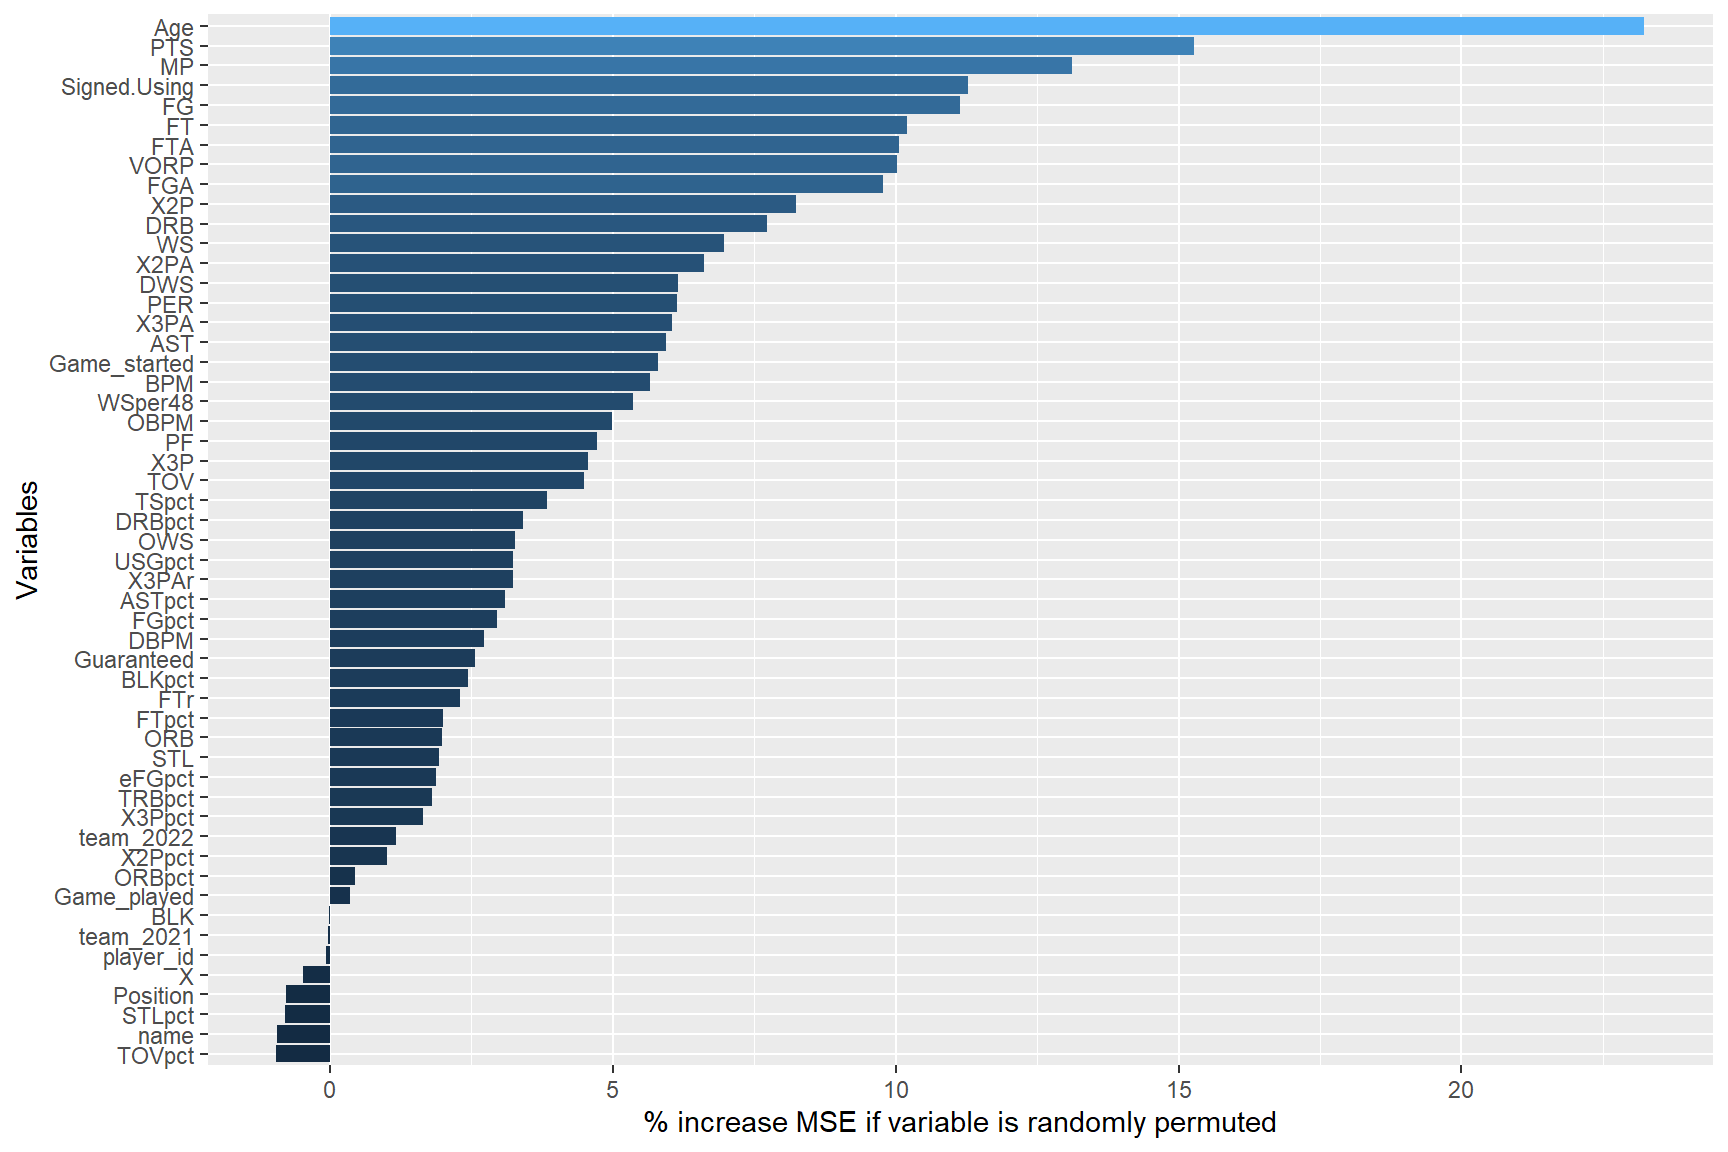 Age
PTS
MP
Signed.Using
FG
FT
FTA
VORP
FGA
X2P
DRB
WS
X2PA
DWS
PER
X3PA
AST
Game_started
BPM
WSper48
OBPM
PF
X3P
TOV
TSpct
DRBpct
OWS
USGpct
X3PAr
ASTpct
FGpct
DBPM
Guaranteed
BLKpct
FTr
FTpct
ORB
STL
eFGpct
TRBpct
X3Ppct
team_2022
X2Ppct
ORBpct
Game_played
BLK
team_2021
player_id
X
Position
STLpct
name
TOVpct
Variables
0 5 10 15 20
% increase MSE if variable is randomly permuted